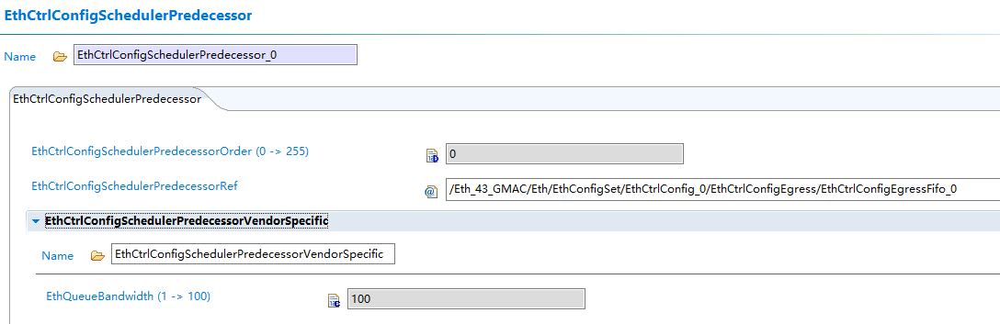 EthCtrlConfigSchedulerPredecessor
Name EthCtrlConfigSchedulerPredecessor_0
EthCtrlConfigSchedulerPredecessor
EthCtrlConfigSchedulerPredecessorOrder (0 -> 255) 0
EthCtrlConfigSchedulerPredecessorRef /Eth_43_GMAC/Eth/EthConfigSet/EthCtrlConfig_0/EthCtrlConfigEgress/EthCtrlConfigEgressFifo_0
EthCtrlConfigSchedulerPredecessorVendorSpecific
Name EthCtrlConfigSchedulerPredecessorVendorSpecific
EthQueueBandwidth (1 -> 100) 100